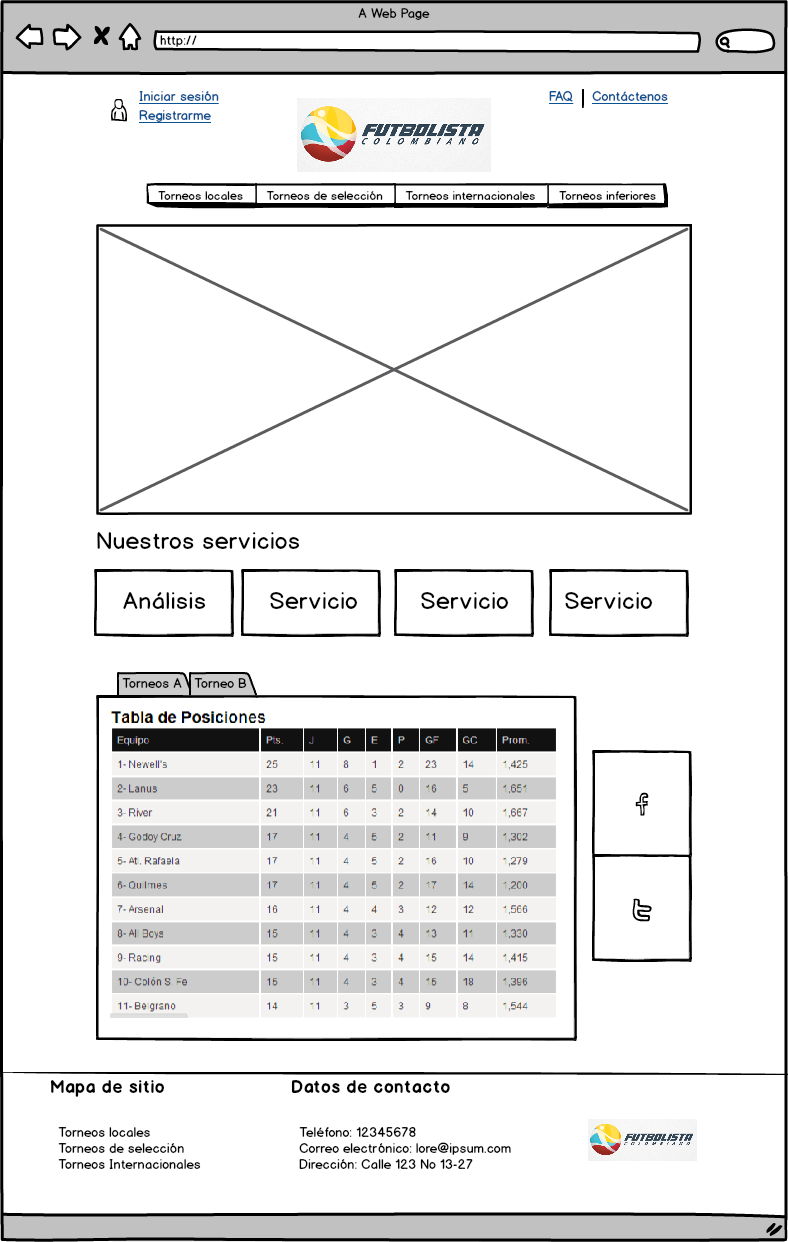 A Web Page
http://
Iniciar sesión
Registrarme
FAQ
Contáctenos
FUTBOLISTA
COLOMBIANO
Torneos locales Torneos de selección Torneos internacionales Torneos inferiores
Nuestros servicios
Análisis Servicio Servicio Servicio
Torneos A Torneo B
Tabla de Posiciones
Equipo Pts. J G E P GF GC Prom.
1- Newell's 25 11 8 1 2 23 14 1,425
2- Lanus 23 11 6 5 0 16 5 1,651
3- River 21 11 6 3 2 14 10 1,667
4- Godoy Cruz 17 11 4 5 2 11 9 1,302
5- Atl. Rafaela 17 11 4 5 2 16 10 1,279
6- Quilmes 17 11 4 5 2 17 14 1,200
7- Arsenal 16 11 4 4 3 12 12 1,566
8- All Boys 15 11 4 3 4 13 11 1,330
9- Racing 15 11 4 3 4 15 14 1,415
10- Colón S. Fe 15 11 4 3 4 15 18 1,396
11- Belgrano 14 11 3 5 3 9 8 1,544
f
t
Mapa de sitio
Torneos locales
Torneos de selección
Torneos Internacionales
Datos de contacto
Teléfono: 12345678
Correo electrónico: lore@ipsum.com
Dirección: Calle 123 No 13-27
FUTBOLISTA
COLOMBIANO